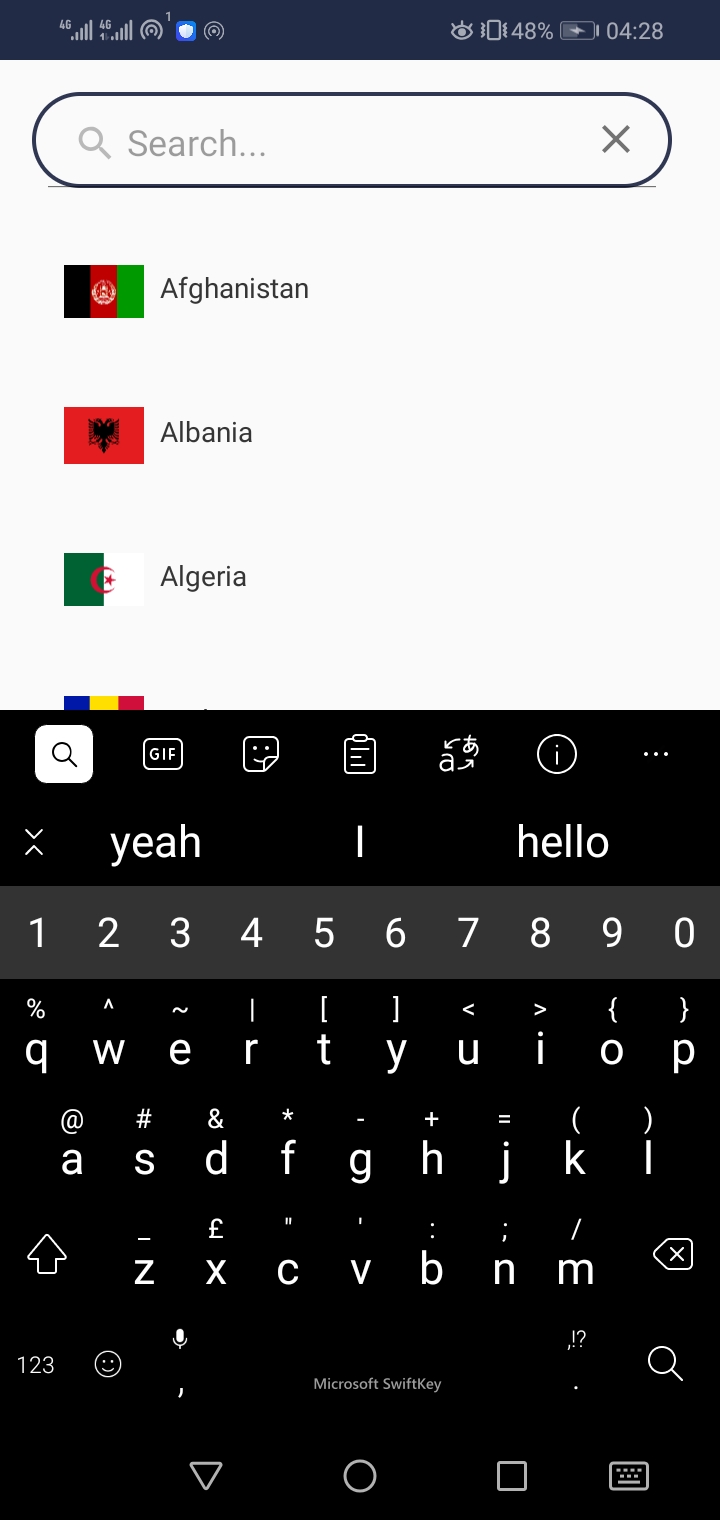 4G 4G 1 48% 04:28
Search...
Afghanistan
Albania
Algeria
GIF
yeah I hello
1 2 3 4 5 6 7 8 9 0
% ^ ~ | [ ] < > { }
q w e r t y u i o p
@ # & * - + = ( )
a s d f g h j k l
_ £ " ' : ; /
z x c v b n m
,!?
123 , Microsoft SwiftKey .